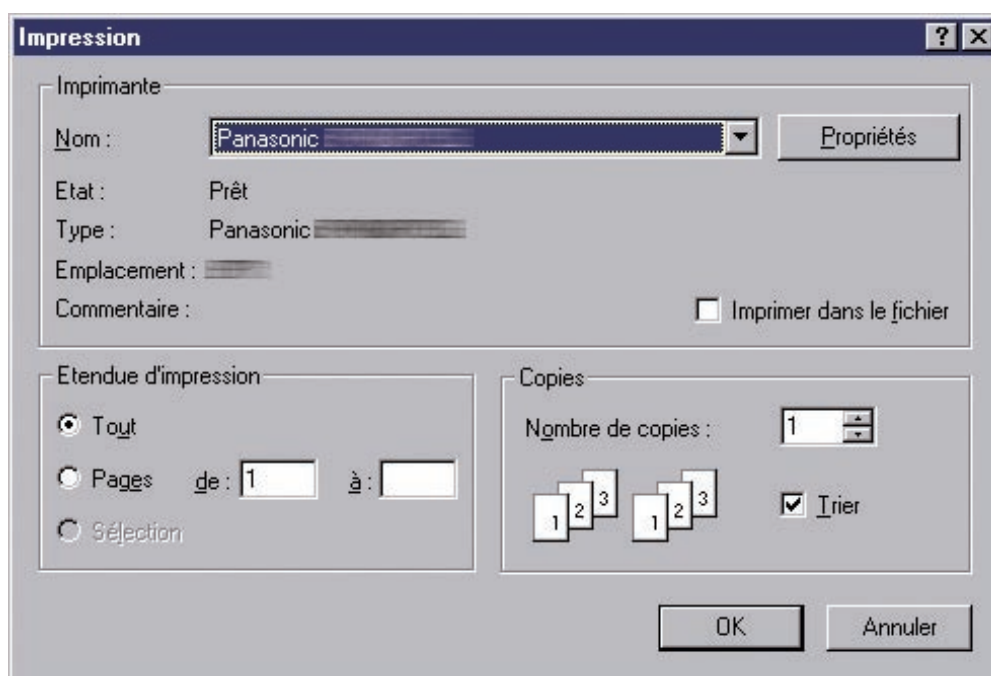 Impression
Imprimante
Nom : Panasonic Propriétés
Etat : Prêt
Type : Panasonic
Emplacement :
Commentaire : Imprimer dans le fichier
Etendue d'impression
Tout
Pages de : 1 à :
Sélection
Copies
Nombre de copies : 1
1 2 3 1 2 3
Trier
OK Annuler